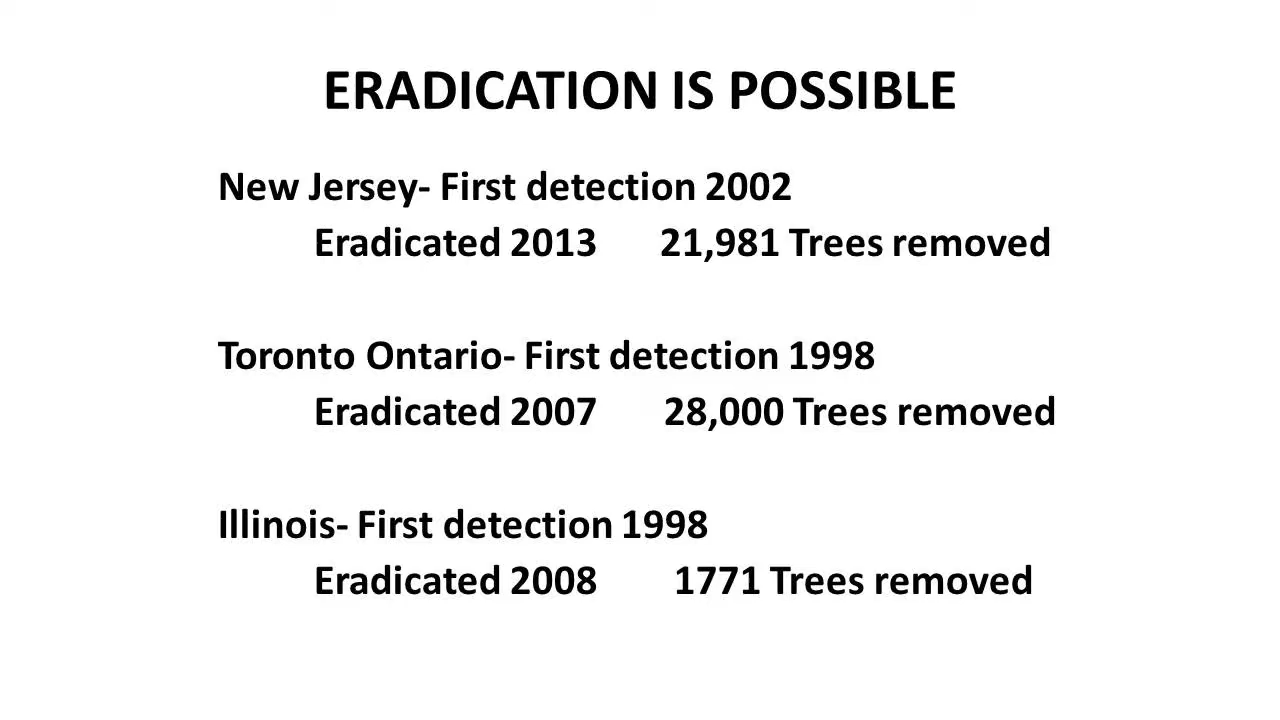 ERADICATION IS POSSIBLE
New Jersey- First detection 2002
Eradicated 2013 21,981 Trees removed
Toronto Ontario- First detection 1998
Eradicated 2007 28,000 Trees removed
Illinois- First detection 1998
Eradicated 2008 1771 Trees removed